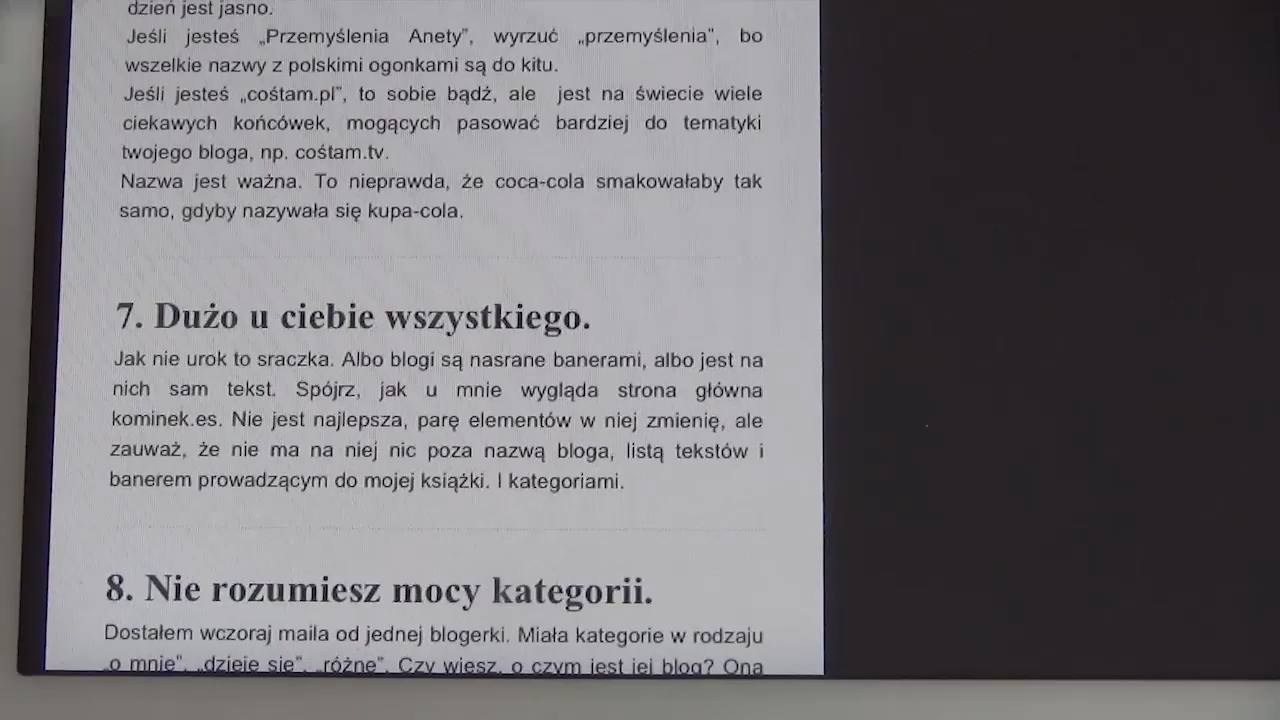 dzień jest jasno.
Jeśli jesteś „Przemyślenia Anety”, wyrzuć „przemyślenia”, bo
wszelkie nazwy z polskimi ogonkami są do kitu.
Jeśli jesteś „cośtam.pl”, to sobie bądź, ale jest na świecie wiele
ciekawych końcówek, mogących pasować bardziej do tematyki
twojego bloga, np. cośtam.tv.
Nazwa jest ważna. To nieprawda, że coca-cola smakowałaby tak
samo, gdyby nazywała się kupa-cola.
7. Dużo u ciebie wszystkiego.
Jak nie urok to sraczka. Albo blogi są nasrane banerami, albo jest na
nich sam tekst. Spójrz, jak u mnie wygląda strona główna
kominek.es. Nie jest najlepsza, parę elementów w niej zmienię, ale
zauważ, że nie ma na niej nic poza nazwą bloga, listą tekstów i
banerem prowadzącym do mojej książki. I kategoriami.
8. Nie rozumiesz mocy kategorii.
Dostałem wczoraj maila od jednej blogerki. Miała kategorie w rodzaju
„o mnie”, „dzieje się”, „różne”. Czy wiesz, o czym jest jej blog? Ona